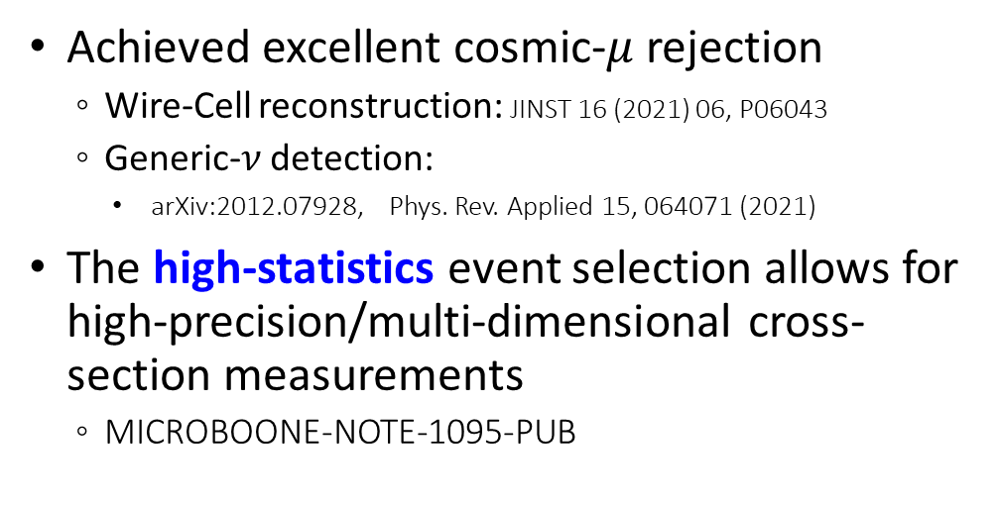 • Achieved excellent cosmic-μ rejection
◦ Wire-Cell reconstruction: JINST 16 (2021) 06, P06043
◦ Generic-ν detection:
• arXiv:2012.07928, Phys. Rev. Applied 15, 064071 (2021)
• The high-statistics event selection allows for
high-precision/multi-dimensional cross-
section measurements
◦ MICROBOONE-NOTE-1095-PUB